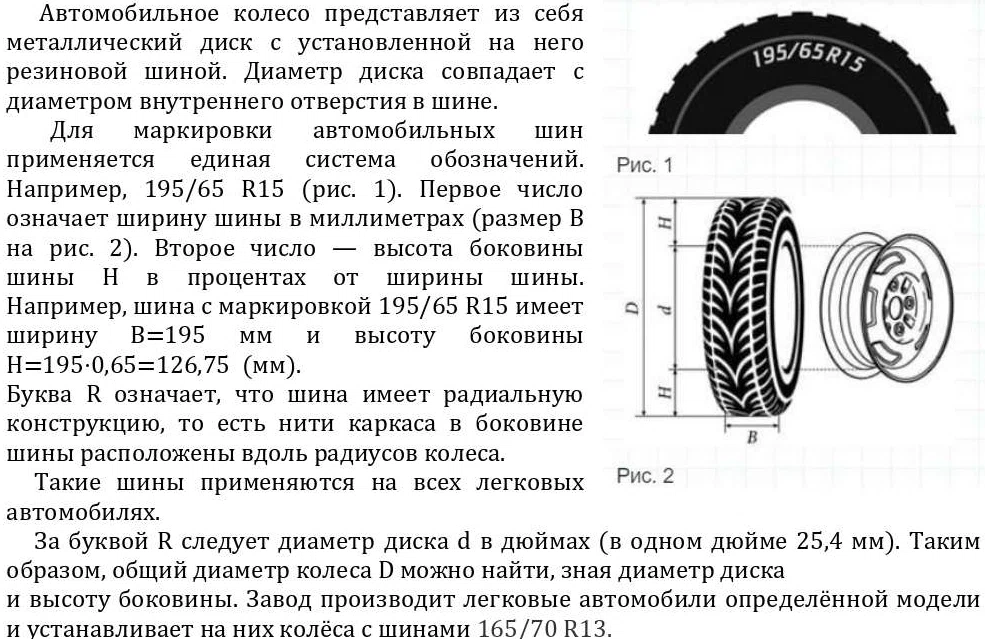 Автомобильное колесо представляет из себя
металлический диск с установленной на него
резиновой шиной. Диаметр диска совпадает с
диаметром внутреннего отверстия в шине.
Для маркировки автомобильных шин
применяется единая система обозначений.
Например, 195/65 R15 (рис. 1). Первое число
означает ширину шины в миллиметрах (размер В
на рис. 2). Второе число — высота боковины
шины Н в процентах от ширины шины.
Например, шина с маркировкой 195/65 R15 имеет
ширину В=195 мм и высоту боковины
Н=195·0,65=126,75 (мм).
Буква R означает, что шина имеет радиальную
конструкцию, то есть нити каркаса в боковине
шины расположены вдоль радиусов колеса.
Такие шины применяются на всех легковых
автомобилях.
За буквой R следует диаметр диска d в дюймах (в одном дюйме 25,4 мм). Таким
образом, общий диаметр колеса D можно найти, зная диаметр диска
и высоту боковины. Завод производит легковые автомобили определённой модели
и устанавливает на них колёса с шинами 165/70 R13.
195/65R15
Рис. 1
H
D
d
H
B
Рис. 2